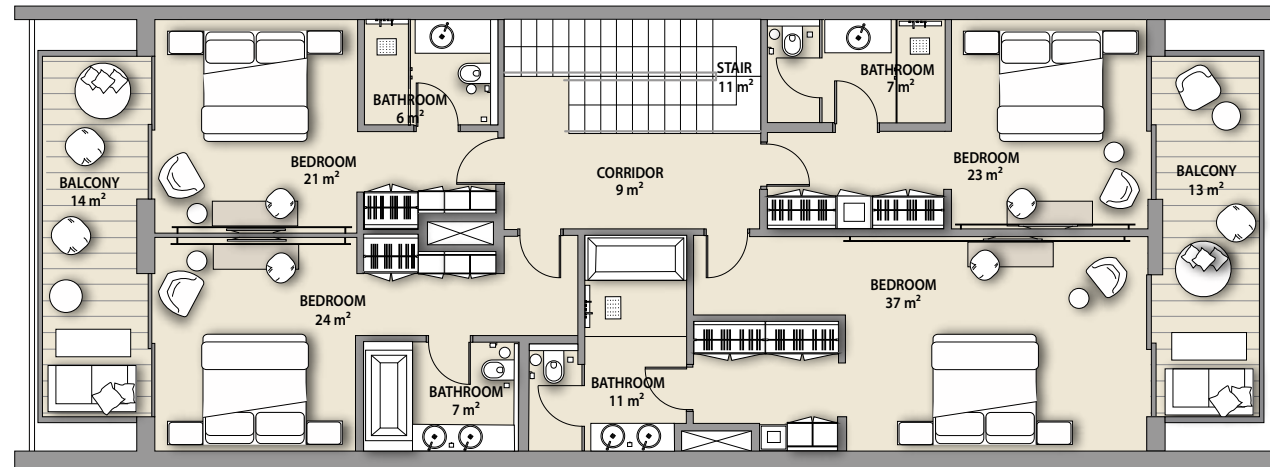 STAIR
11 m²
BATHROOM
6 m²
BATHROOM
7 m²
BEDROOM
21 m²
CORRIDOR
9 m²
BEDROOM
23 m²
BALCONY
14 m²
BALCONY
13 m²
BEDROOM
24 m²
BEDROOM
37 m²
BATHROOM
7 m²
BATHROOM
11 m²